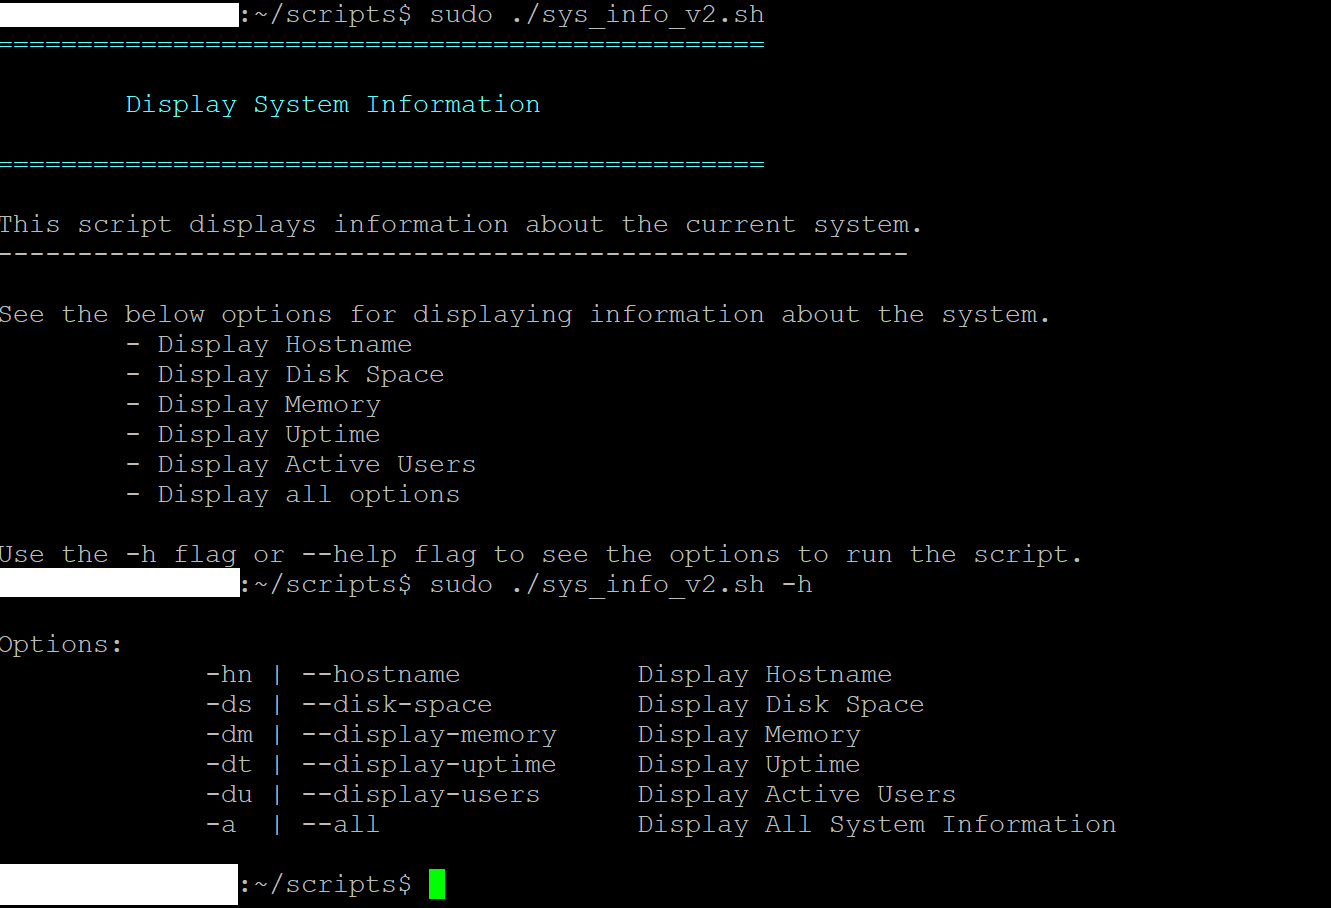 :~/scripts$ sudo ./sys_info_v2.sh
================================================
Display System Information
================================================
This script displays information about the current system.
---------------------------------------------------------
See the below options for displaying information about the system.
- Display Hostname
- Display Disk Space
- Display Memory
- Display Uptime
- Display Active Users
- Display all options
Use the -h flag or --help flag to see the options to run the script.
:~/scripts$ sudo ./sys_info_v2.sh -h
Options:
-hn | --hostname Display Hostname
-ds | --disk-space Display Disk Space
-dm | --display-memory Display Memory
-dt | --display-uptime Display Uptime
-du | --display-users Display Active Users
-a | --all Display All System Information
:~/scripts$